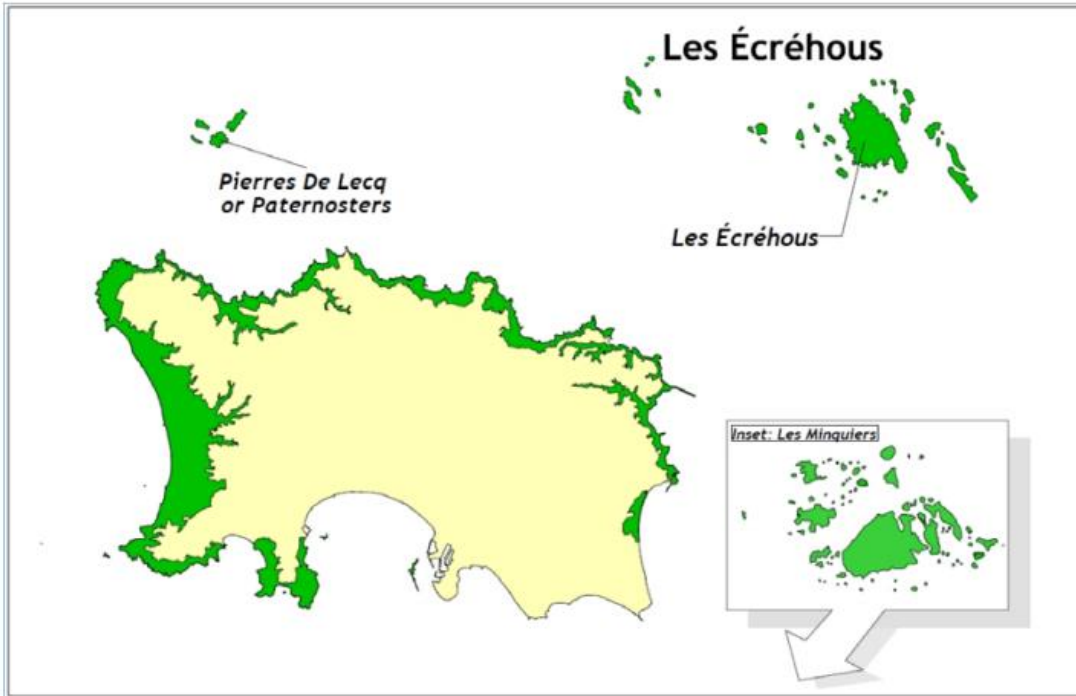 Les Écréhous
Pierres De Lecq
or Paternosters
Les Écréhous
Inset: Les Minquiers